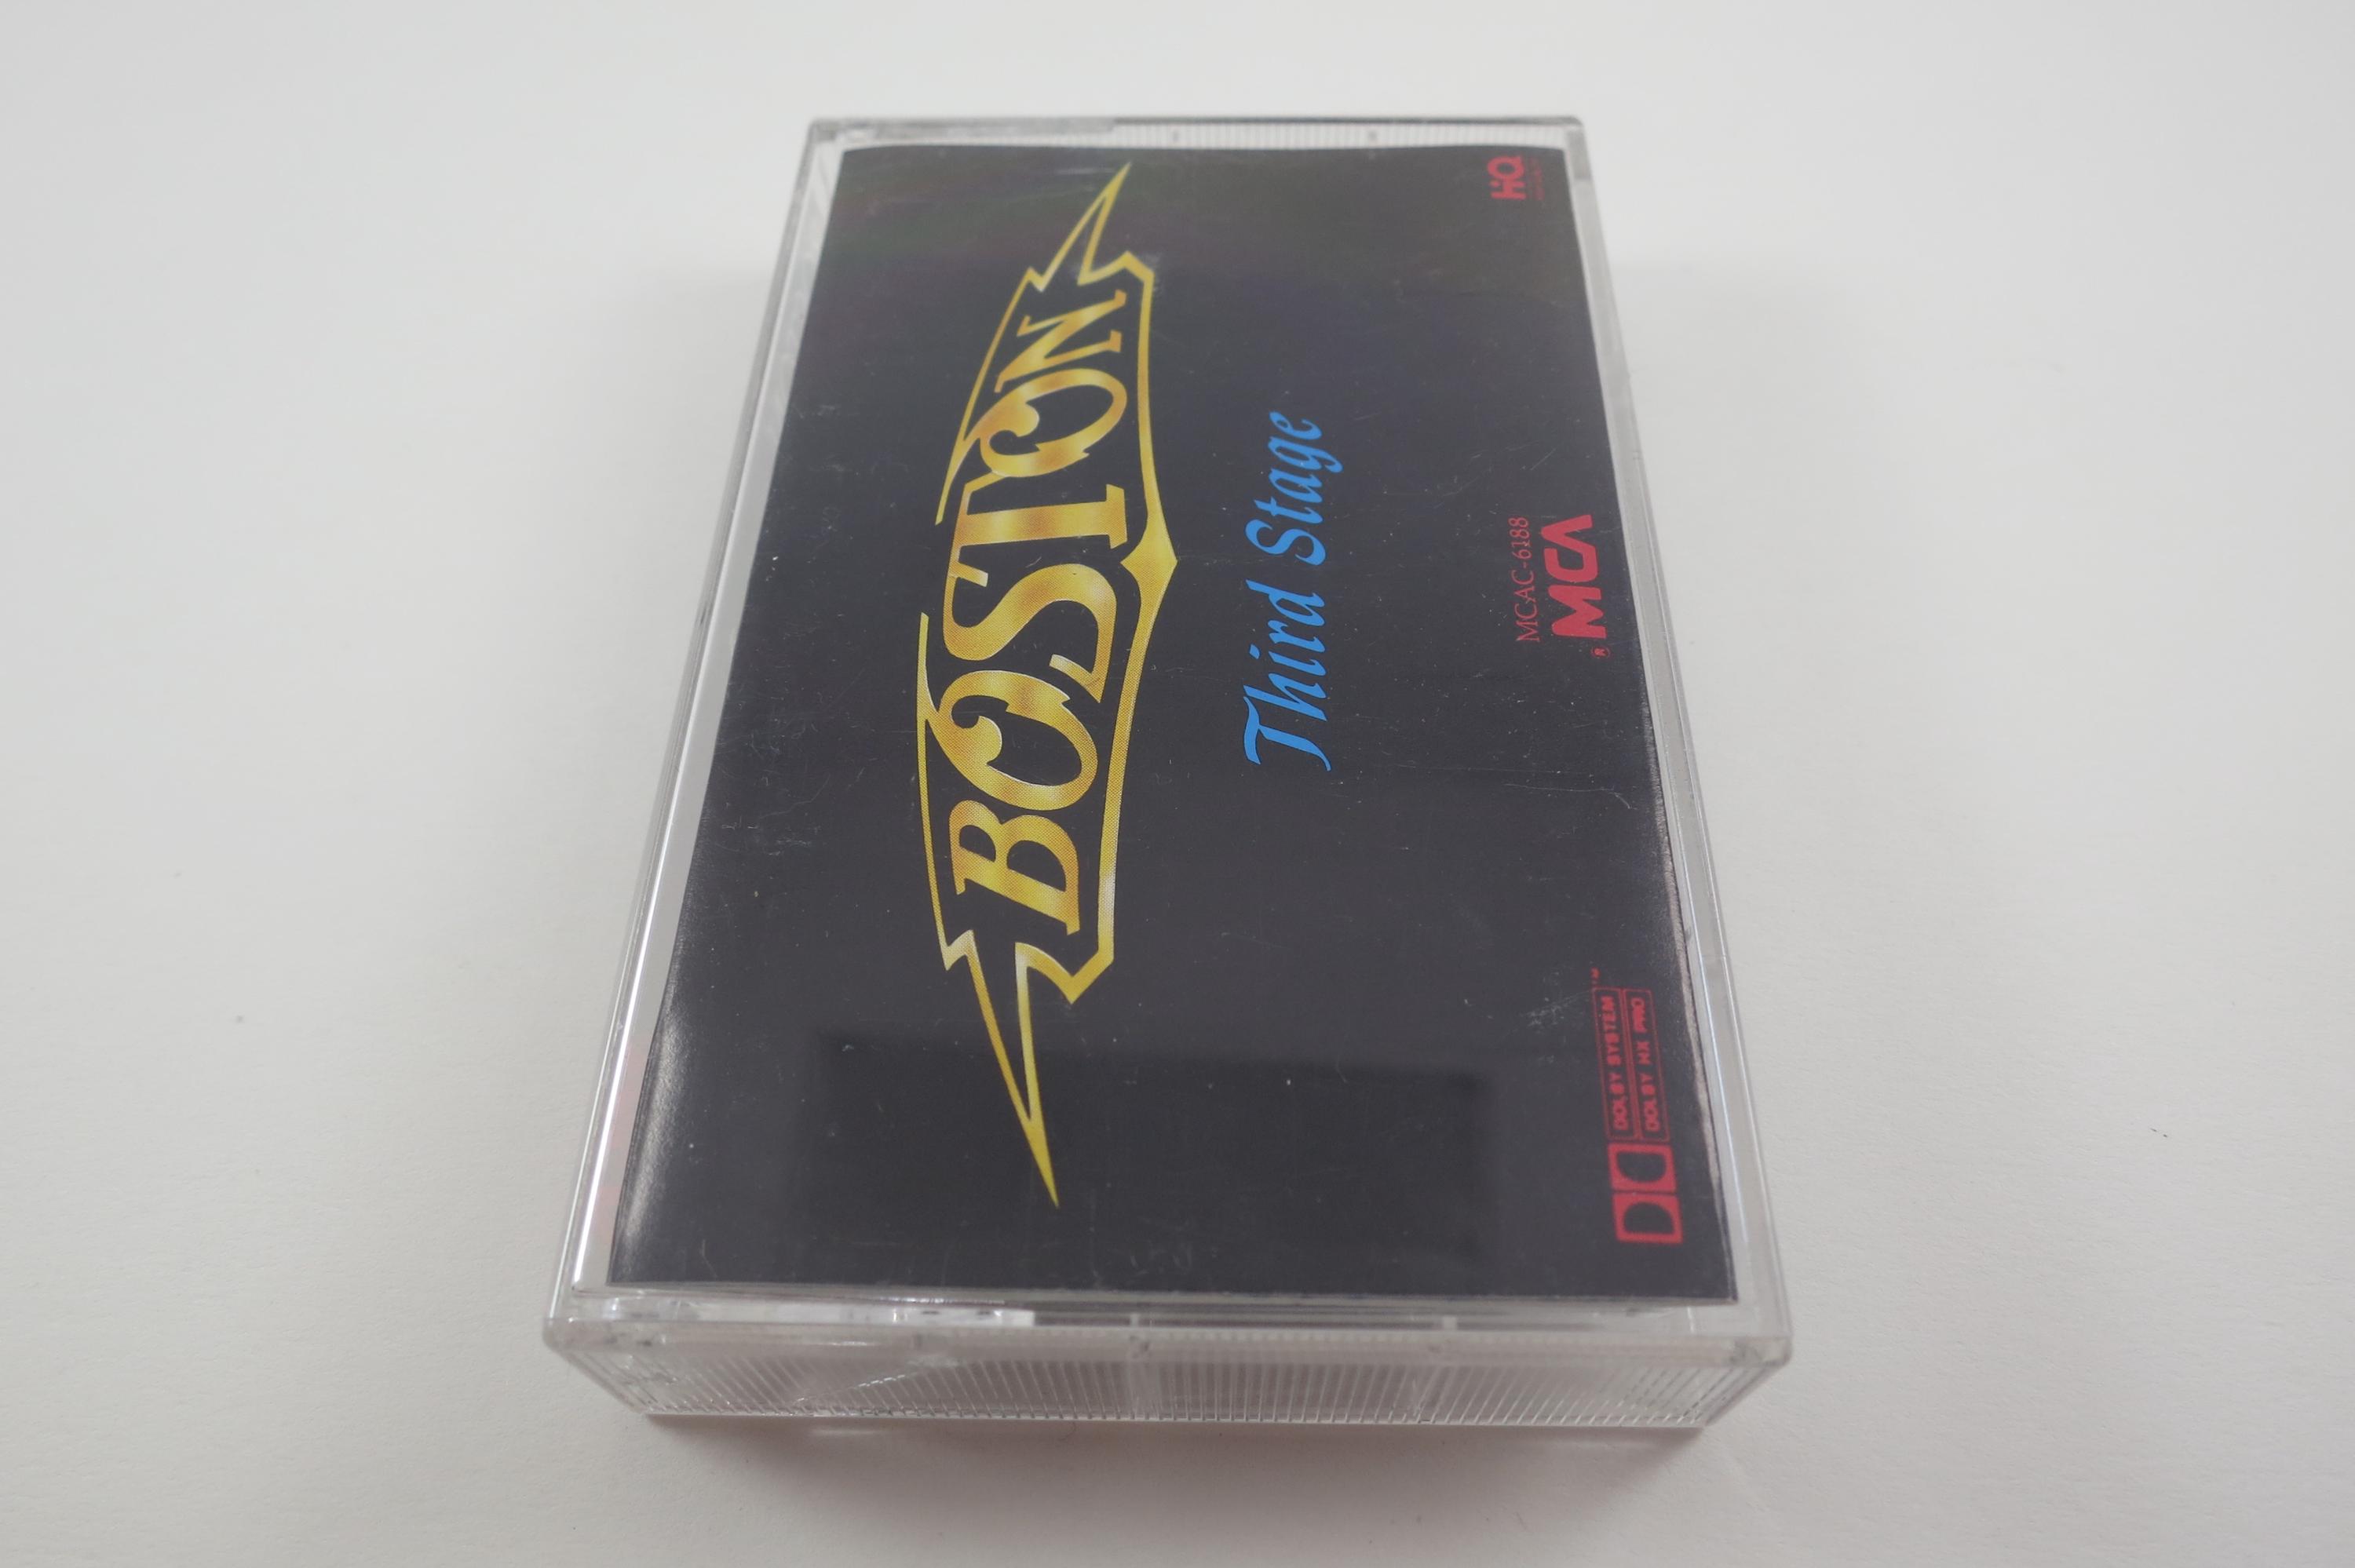 BOSTON
Third Stage
DOLBY SYSTEM
DOLBY HX PRO
MCAC-6188
MCA
®
HQ